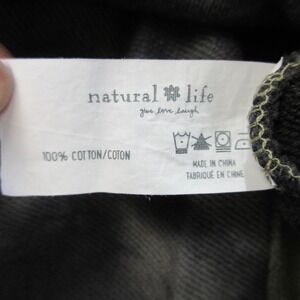 natural life
give love laugh
100% COTTON/COTON
MADE IN CHINA
FABRIQUÉ EN CHINE